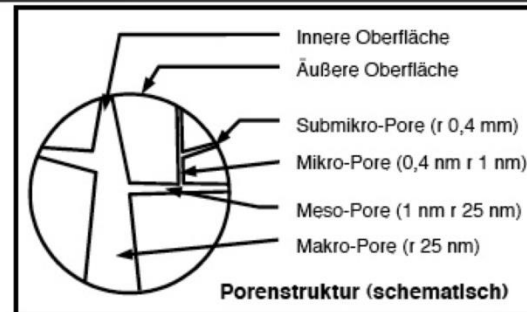 Innere Oberfläche
Äußere Oberfläche
Submikro-Pore (r 0,4 mm)
Mikro-Pore (0,4 nm r 1 nm)
Meso-Pore (1 nm r 25 nm)
Makro-Pore (r 25 nm)
Porenstruktur (schematisch)